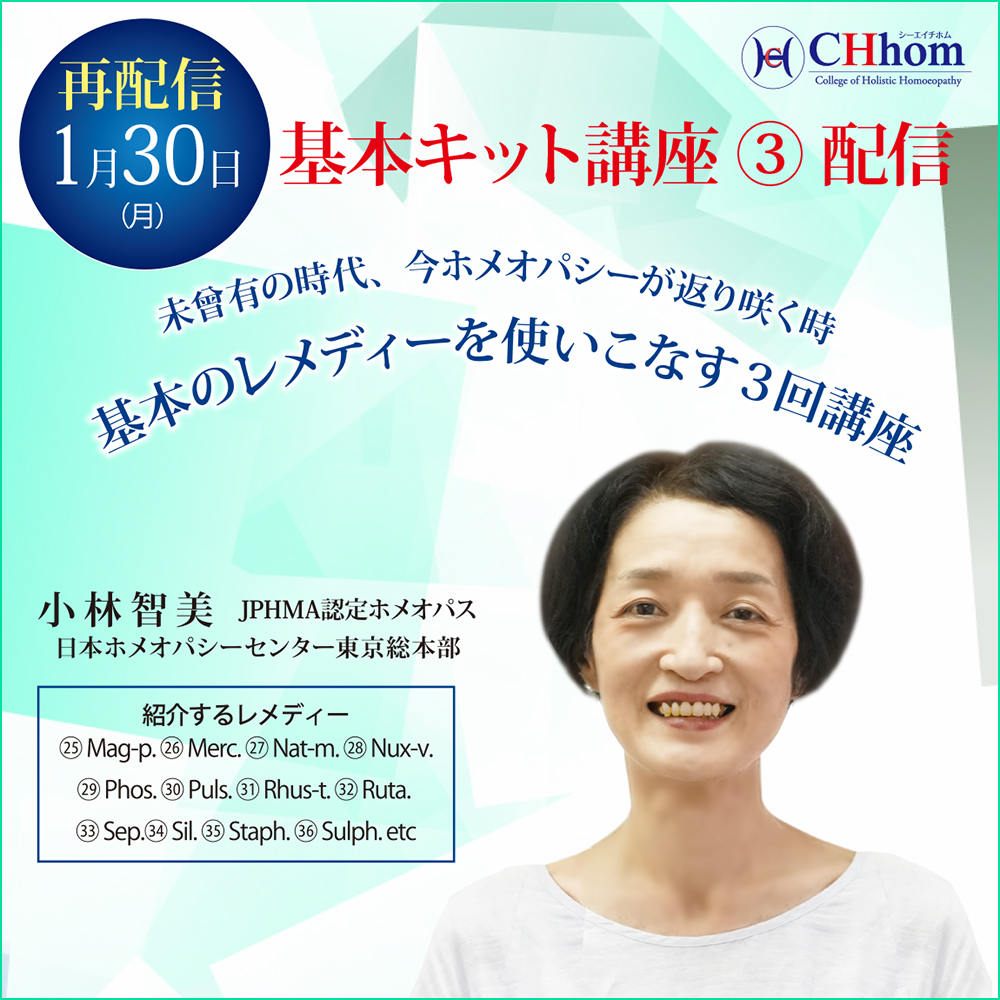 再配信
1月30日
（月）
シーエイチホム
CHhom
College of Holistic Homoeopathy
基本キット講座 ③ 配信
未曾有の時代、今ホメオパシーが返り咲く時
基本のレメディーを使いこなす３回講座
小林智美 JPHMA認定ホメオパス
日本ホメオパシーセンター東京総本部
紹介するレメディー
㉕ Mag-p. ㉖ Merc. ㉗ Nat-m. ㉘ Nux-v.
㉙ Phos. ㉚ Puls. ㉛ Rhus-t. ㉜ Ruta.
㉝ Sep.㉞ Sil. ㉟ Staph. ㊱ Sulph. etc